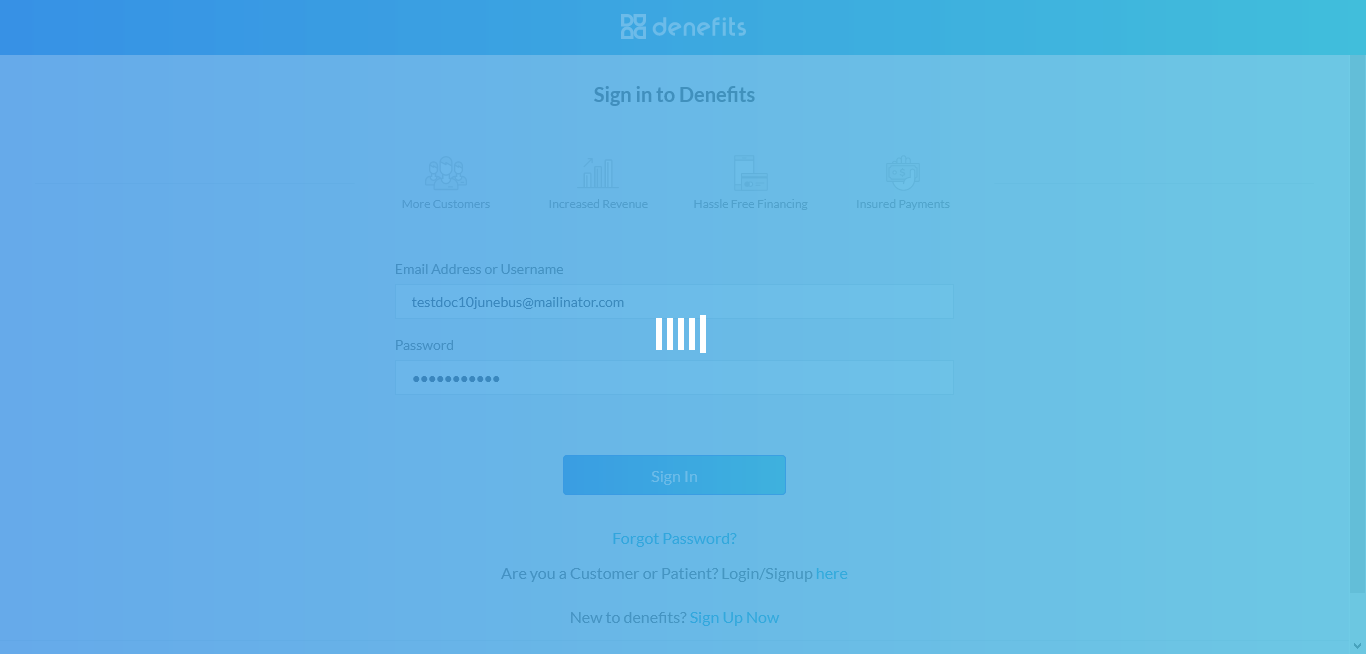 denefits
Sign in to Denefits
More Customers
Increased Revenue
Hassle Free Financing
Insured Payments
Email Address or Username
testdoc10junebus@mailinator.com
Password
•••••••••••
Sign In
Forgot Password?
Are you a Customer or Patient? Login/Signup here
New to denefits? Sign Up Now